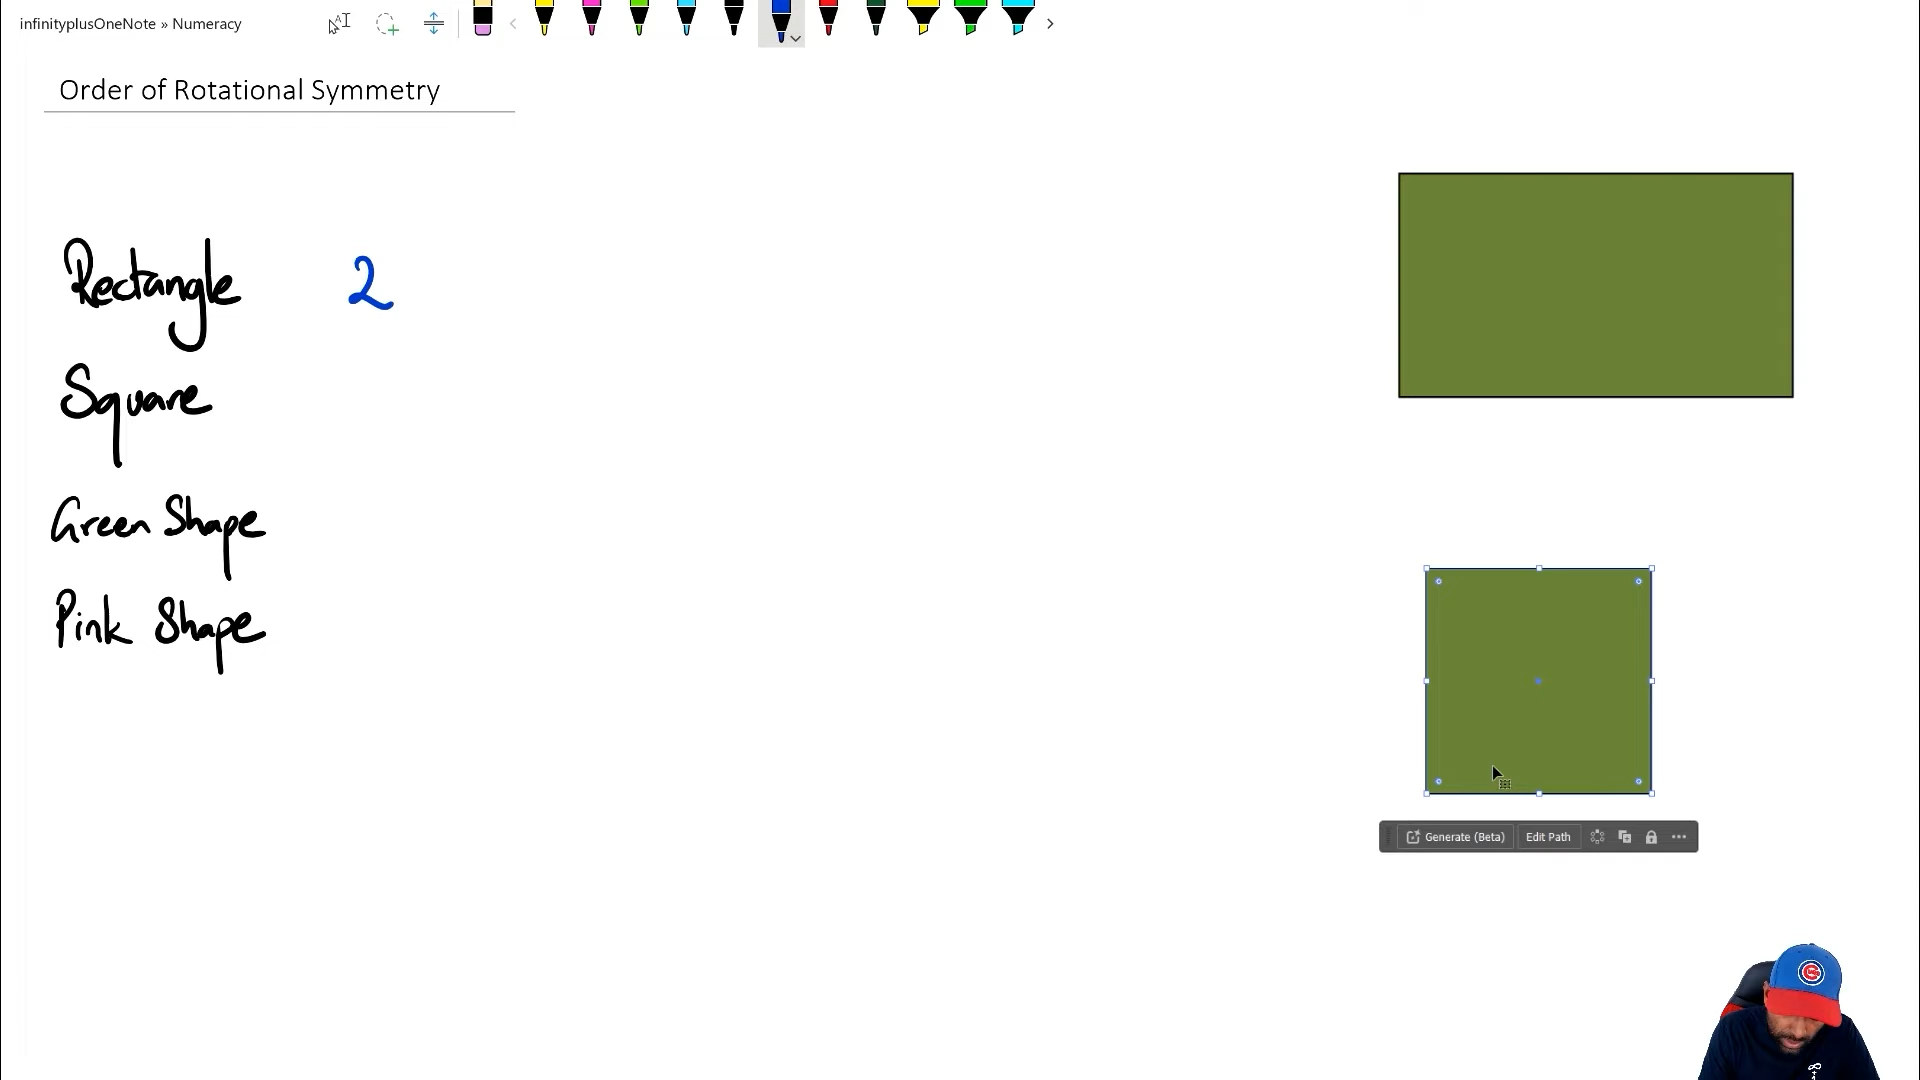 infinityplusOneNote » Numeracy
Order of Rotational Symmetry
Rectangle 2
Square
Green Shape
Pink Shape
Generate (Beta) Edit Path